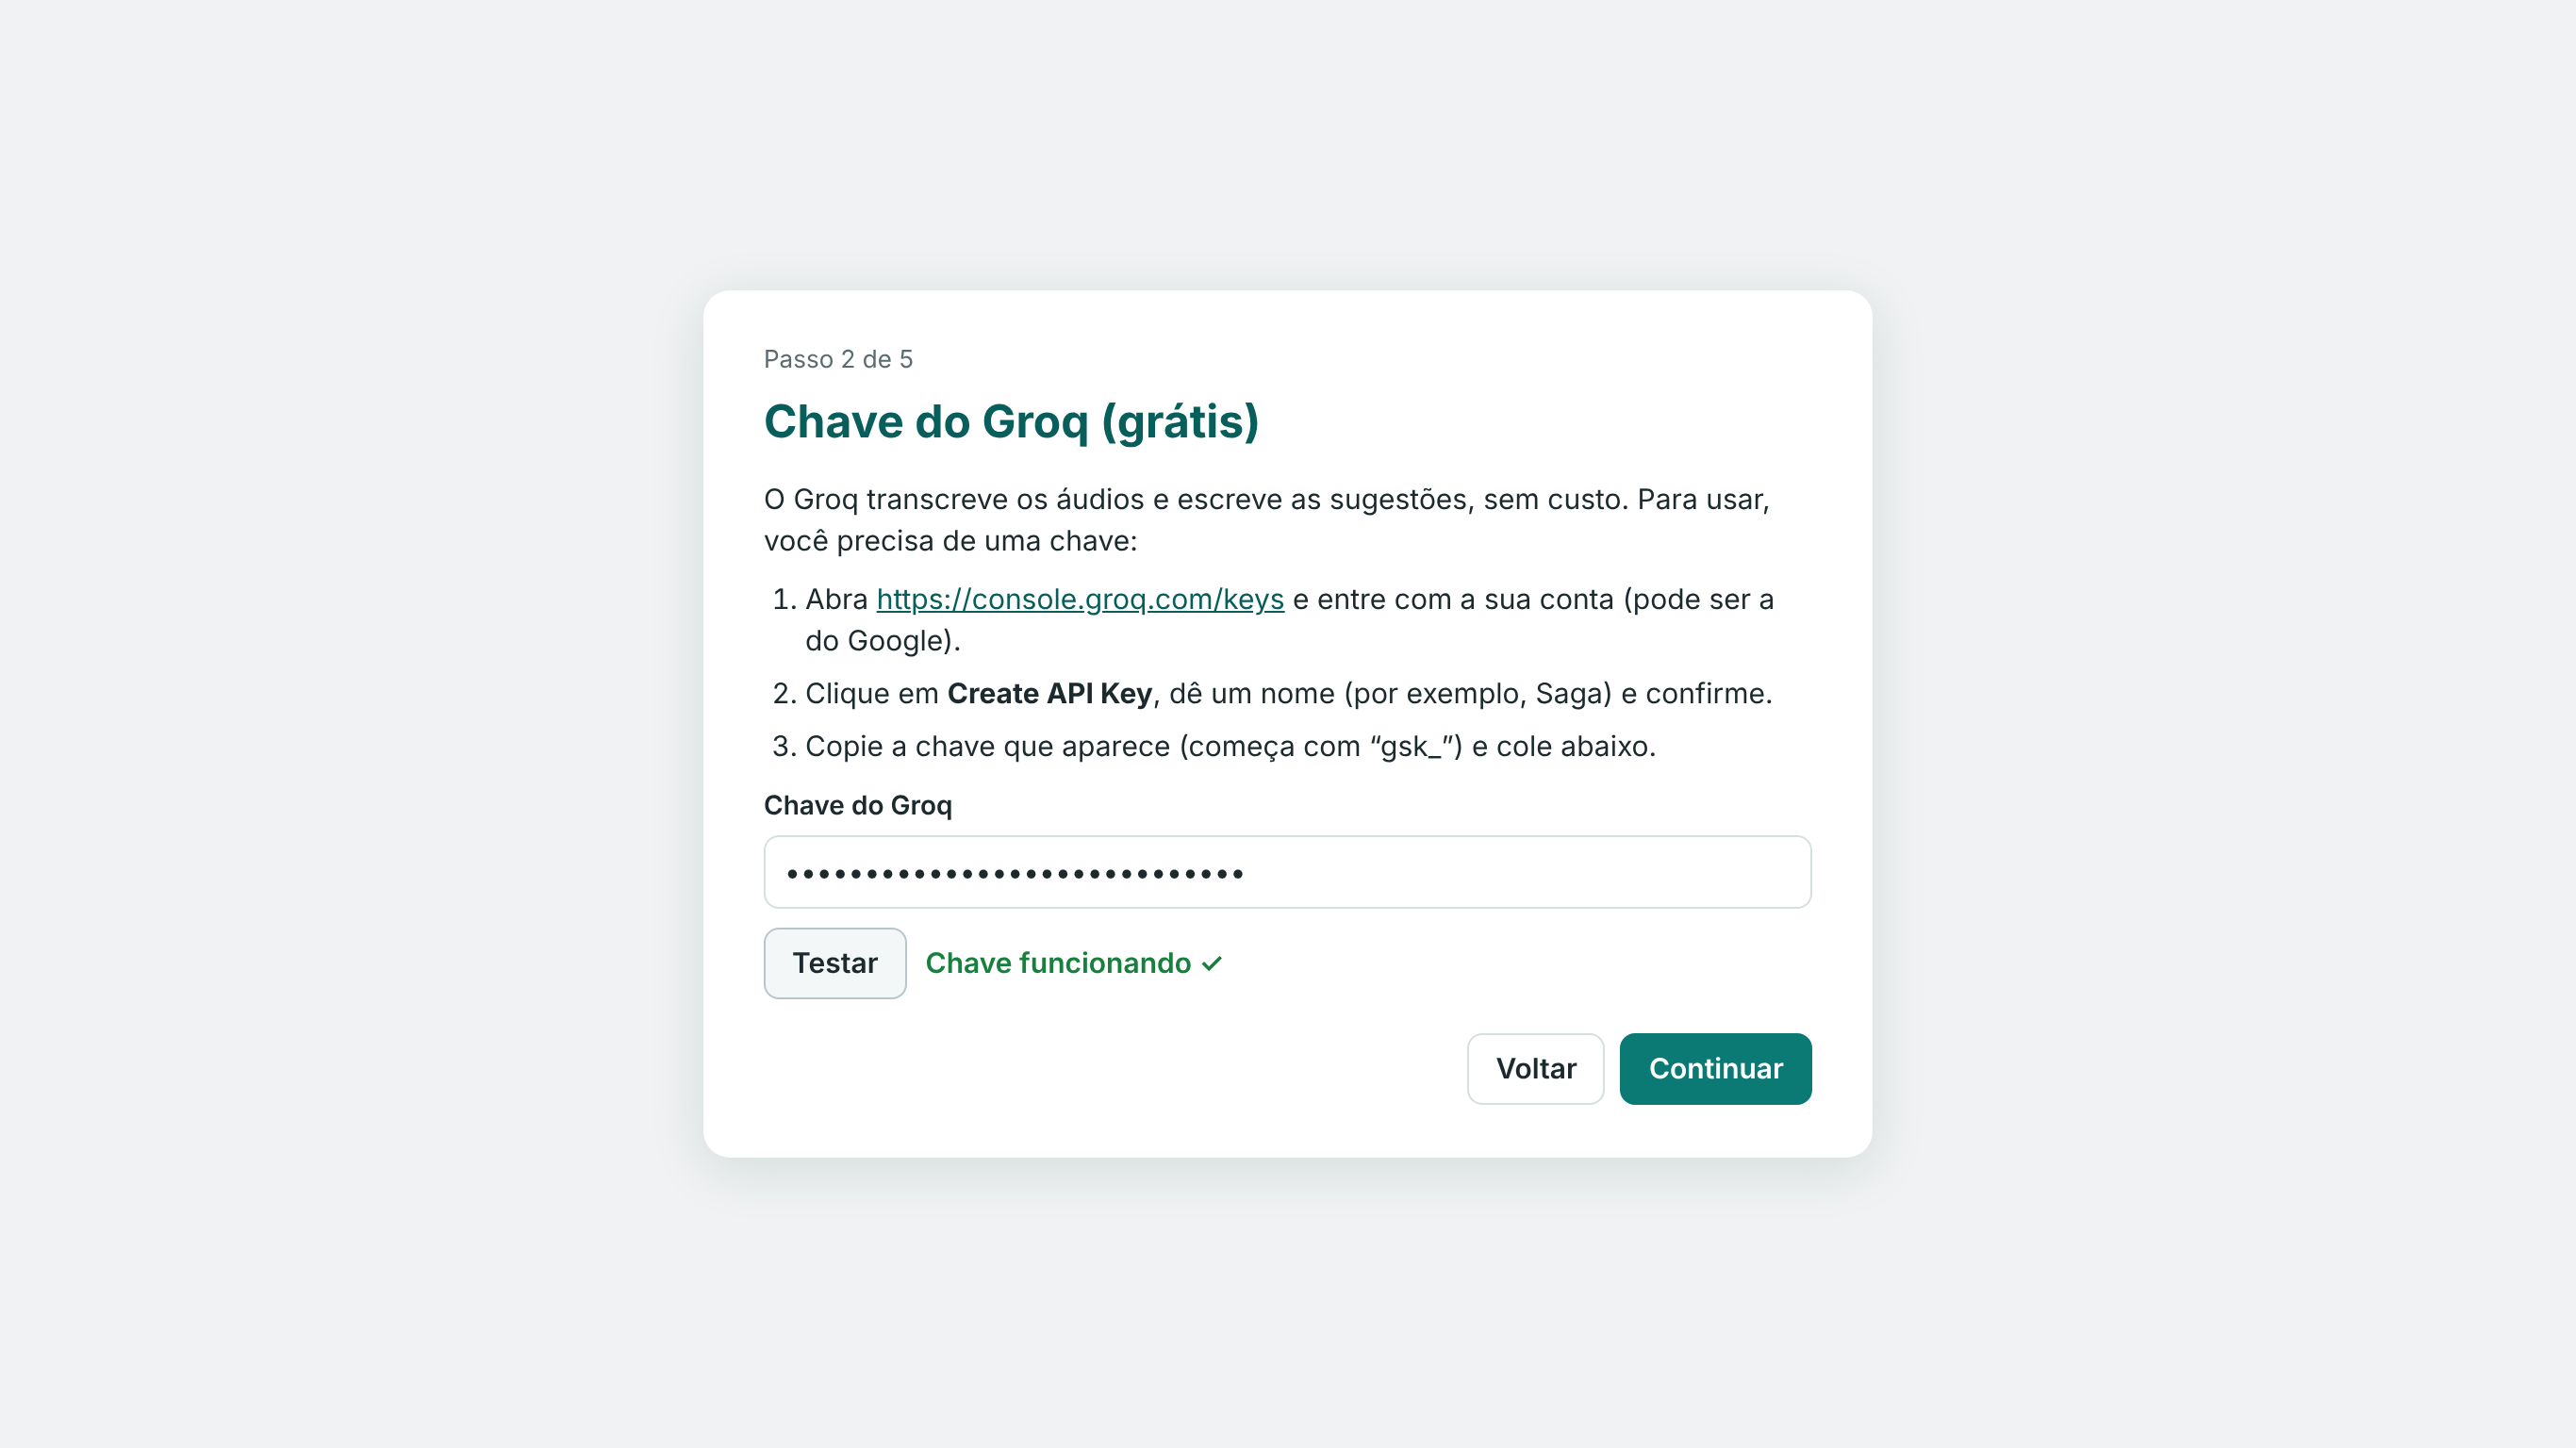 Passo 2 de 5
Chave do Groq (grátis)
O Groq transcreve os áudios e escreve as sugestões, sem custo. Para usar,
você precisa de uma chave:
1. Abra https://console.groq.com/keys e entre com a sua conta (pode ser a
do Google).
2. Clique em Create API Key, dê um nome (por exemplo, Saga) e confirme.
3. Copie a chave que aparece (começa com “gsk_”) e cole abaixo.
Chave do Groq
•••••••••••••••••••••••••••••
Testar Chave funcionando ✓
Voltar Continuar